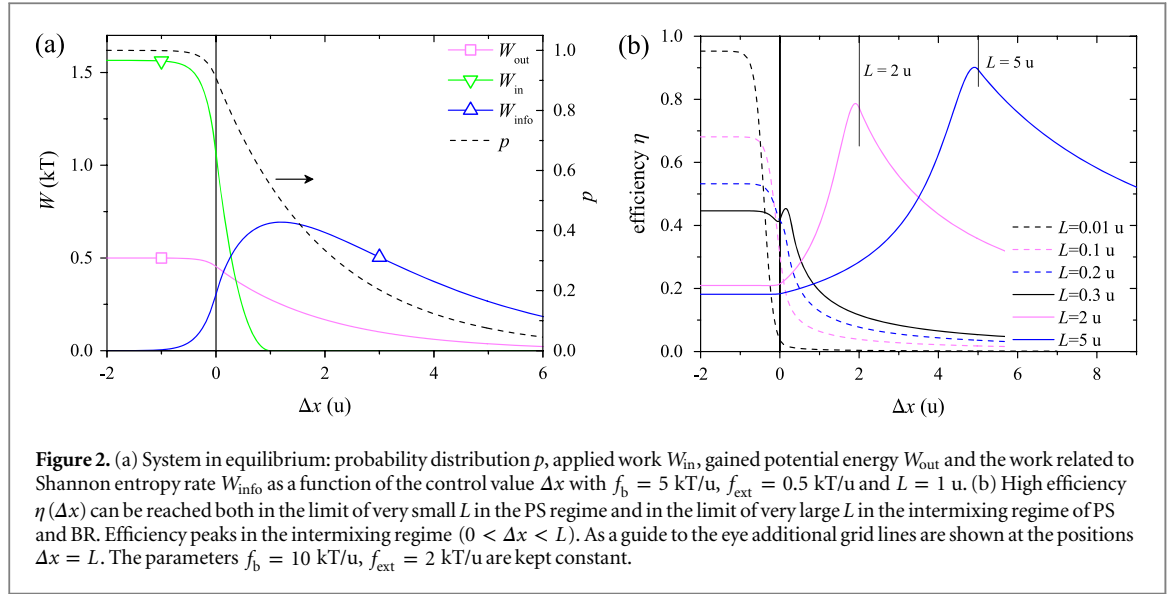 (a)
W_out
W_in
W_info
p
W (kT)
1.5
1.0
0.5
0.0
-2 0 2 4 6
Δx (u)
1.0
0.8
0.6
0.4
0.2
0.0
p
(b)
L = 2 u
L = 5 u
efficiency η
1.0
0.8
0.6
0.4
0.2
0.0
-2 0 2 4 6 8
Δx (u)
L=0.01 u
L=0.1 u
L=0.2 u
L=0.3 u
L=2 u
L=5 u
Figure 2. (a) System in equilibrium: probability distribution p, applied work W_in, gained potential energy W_out and the work related to
Shannon entropy rate W_info as a function of the control value Δx with f_b = 5 kT/u, f_ext = 0.5 kT/u and L = 1 u. (b) High efficiency
η(Δx) can be reached both in the limit of very small L in the PS regime and in the limit of very large L in the intermixing regime of PS
and BR. Efficiency peaks in the intermixing regime (0 < Δx < L). As a guide to the eye additional grid lines are shown at the positions
Δx = L. The parameters f_b = 10 kT/u, f_ext = 2 kT/u are kept constant.